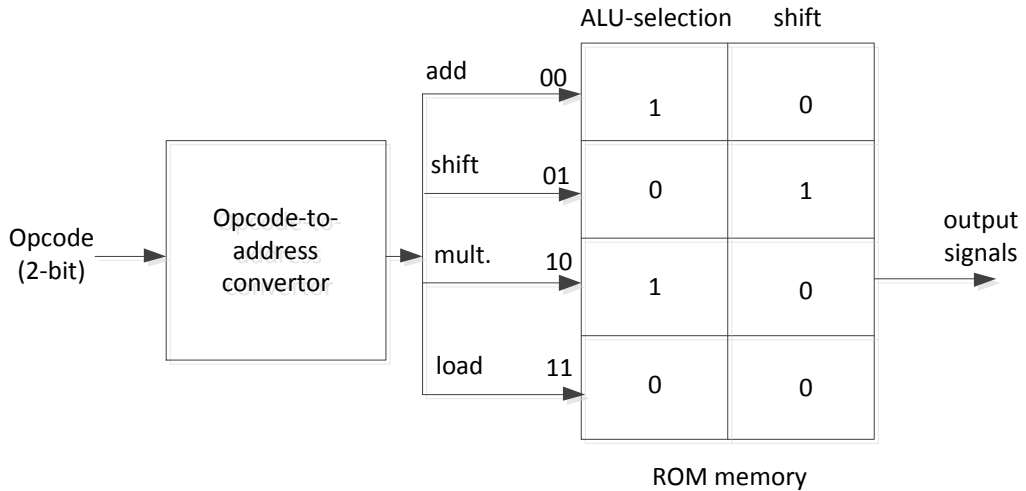 ALU-selection shift
add 00
1 0
shift 01
0 1
Opcode
(2-bit)
Opcode-to-
address
convertor
mult. 10
1 0
output
signals
load 11
0 0
ROM memory